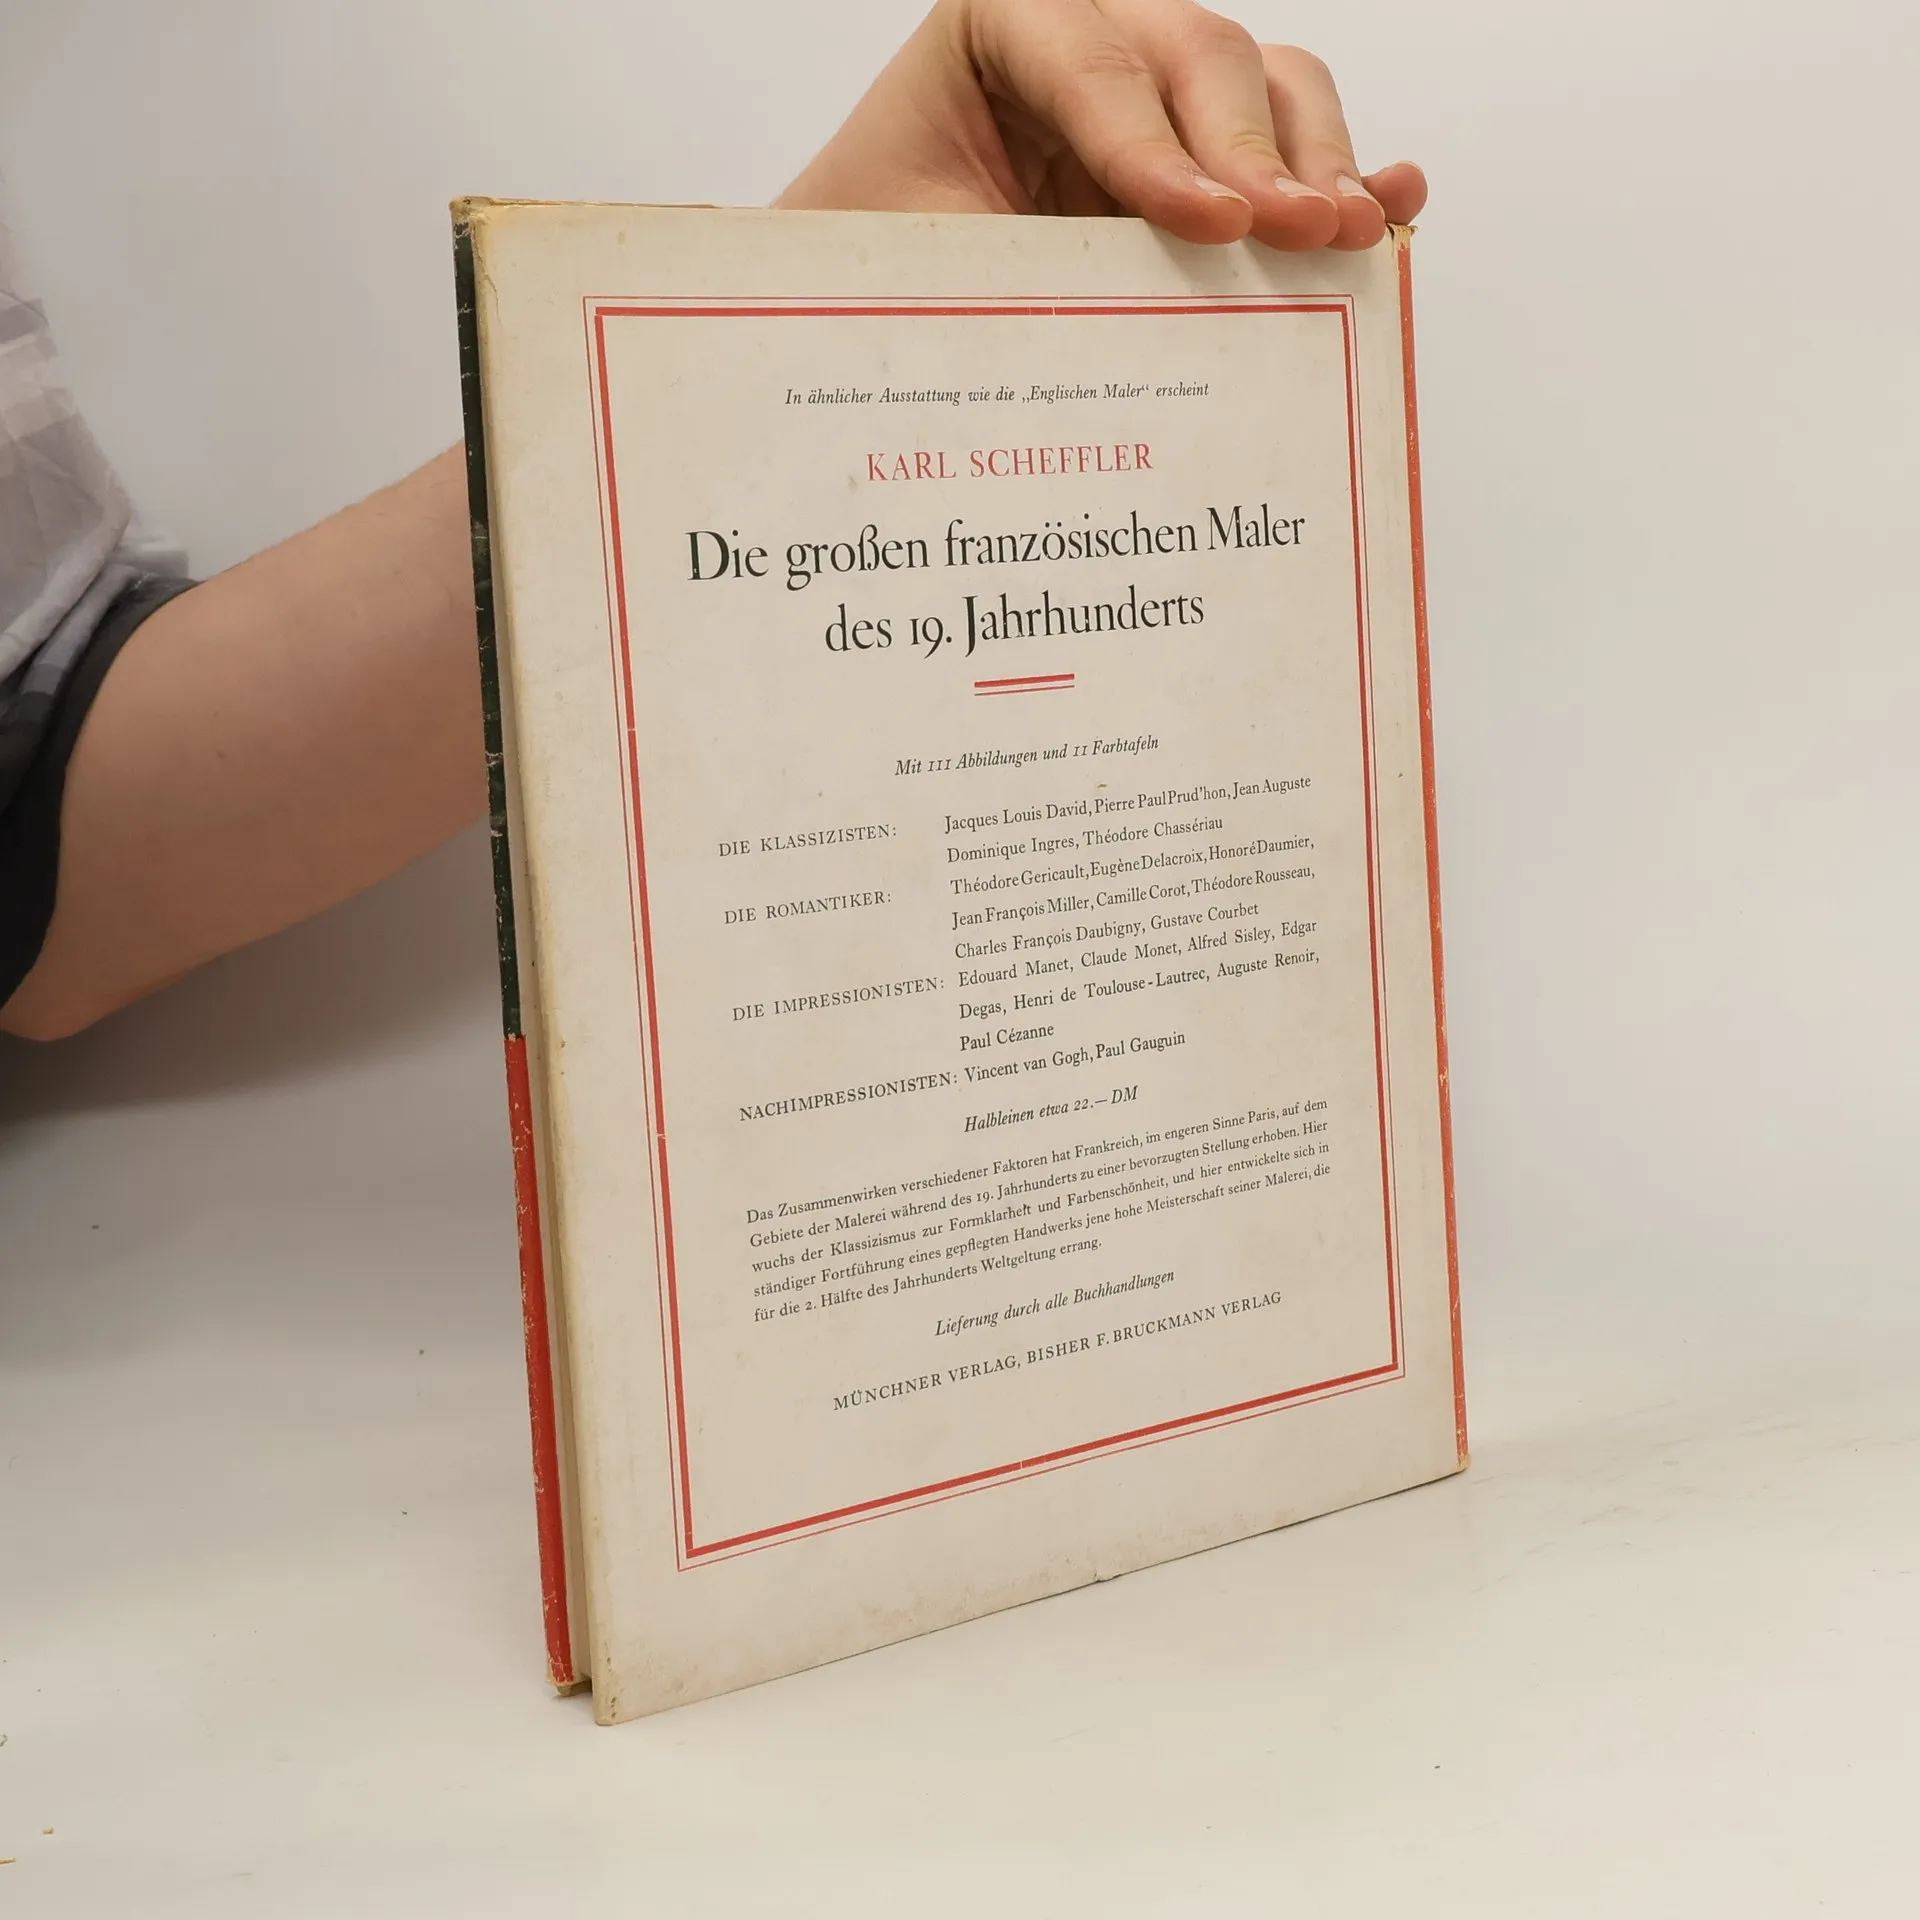 In ähnlicher Ausstattung wie die „Englischen Maler“ erscheint
KARL SCHEFFLER
Die großen französischen Maler
des 19. Jahrhunderts
Mit 111 Abbildungen und 11 Farbtafeln
DIE KLASSIZISTEN: Jacques Louis David, Pierre Paul Prud'hon, Jean Auguste
Dominique Ingres, Théodore Chassériau
DIE ROMANTIKER: Théodore Gericault, Eugène Delacroix, Honoré Daumier,
Jean François Miller, Camille Corot, Théodore Rousseau,
Charles François Daubigny, Gustave Courbet
DIE IMPRESSIONISTEN: Edouard Manet, Claude Monet, Alfred Sisley, Edgar
Degas, Henri de Toulouse-Lautrec, Auguste Renoir,
Paul Cézanne
NACHIMPRESSIONISTEN: Vincent van Gogh, Paul Gauguin
Halbleinen etwa 22.— DM
Das Zusammenwirken verschiedener Faktoren hat Frankreich, im engeren Sinne Paris, auf dem
Gebiete der Malerei während des 19. Jahrhunderts zu einer bevorzugten Stellung erhoben. Hier
wuchs der Klassizismus zur Formklarheit und Farbenschönheit, und hier entwickelte sich in
ständiger Fortführung eines gepflegten Handwerks jene hohe Meisterschaft seiner Malerei, die
für die 2. Hälfte des Jahrhunderts Weltgeltung errang.
Lieferung durch alle Buchhandlungen
MÜNCHNER VERLAG, BISHER F. BRUCKMANN VERLAG